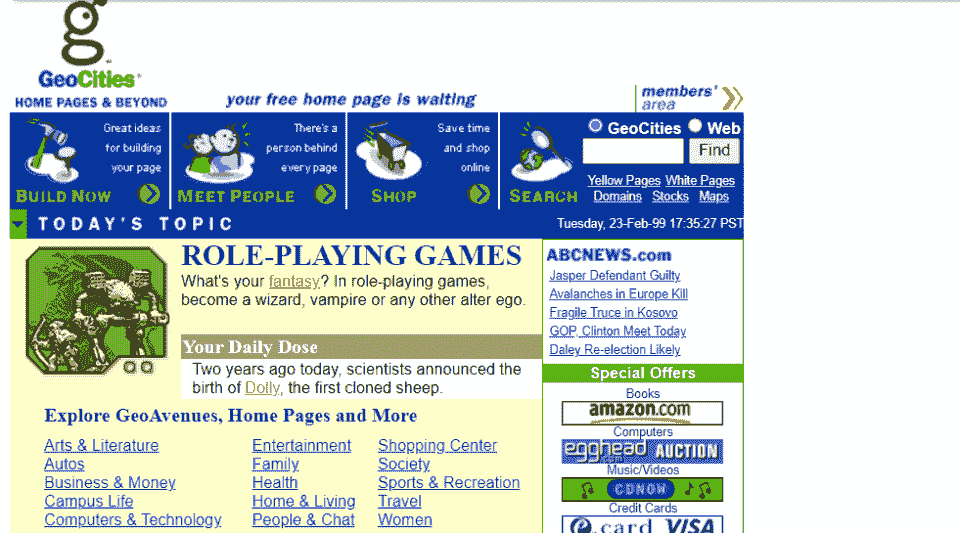 GeoCities
HOME PAGES & BEYOND
your free home page is waiting
members'
area
Great ideas
for building
your page
BUILD NOW
There's a
person behind
every page
MEET PEOPLE
Save time
and shop
online
SHOP
SEARCH
GeoCities Web
Find
Yellow Pages White Pages
Domains Stocks Maps
TODAY'S TOPIC
Tuesday, 23-Feb-99 17:35:27 PST
ROLE-PLAYING GAMES
What's your fantasy? In role-playing games,
become a wizard, vampire or any other alter ego.
Your Daily Dose
Two years ago today, scientists announced the
birth of Dolly, the first cloned sheep.
Explore GeoAvenues, Home Pages and More
Arts & Literature
Autos
Business & Money
Campus Life
Computers & Technology
Entertainment
Family
Health
Home & Living
People & Chat
Shopping Center
Society
Sports & Recreation
Travel
Women
ABCNEWS.com
Jasper Defendant Guilty
Avalanches in Europe Kill
Fragile Truce in Kosovo
GOP, Clinton Meet Today
Daley Re-election Likely
Special Offers
Books
amazon.com
Computers
egghead AUCTION
Music/Videos
CDNOW
Credit Cards
card VISA